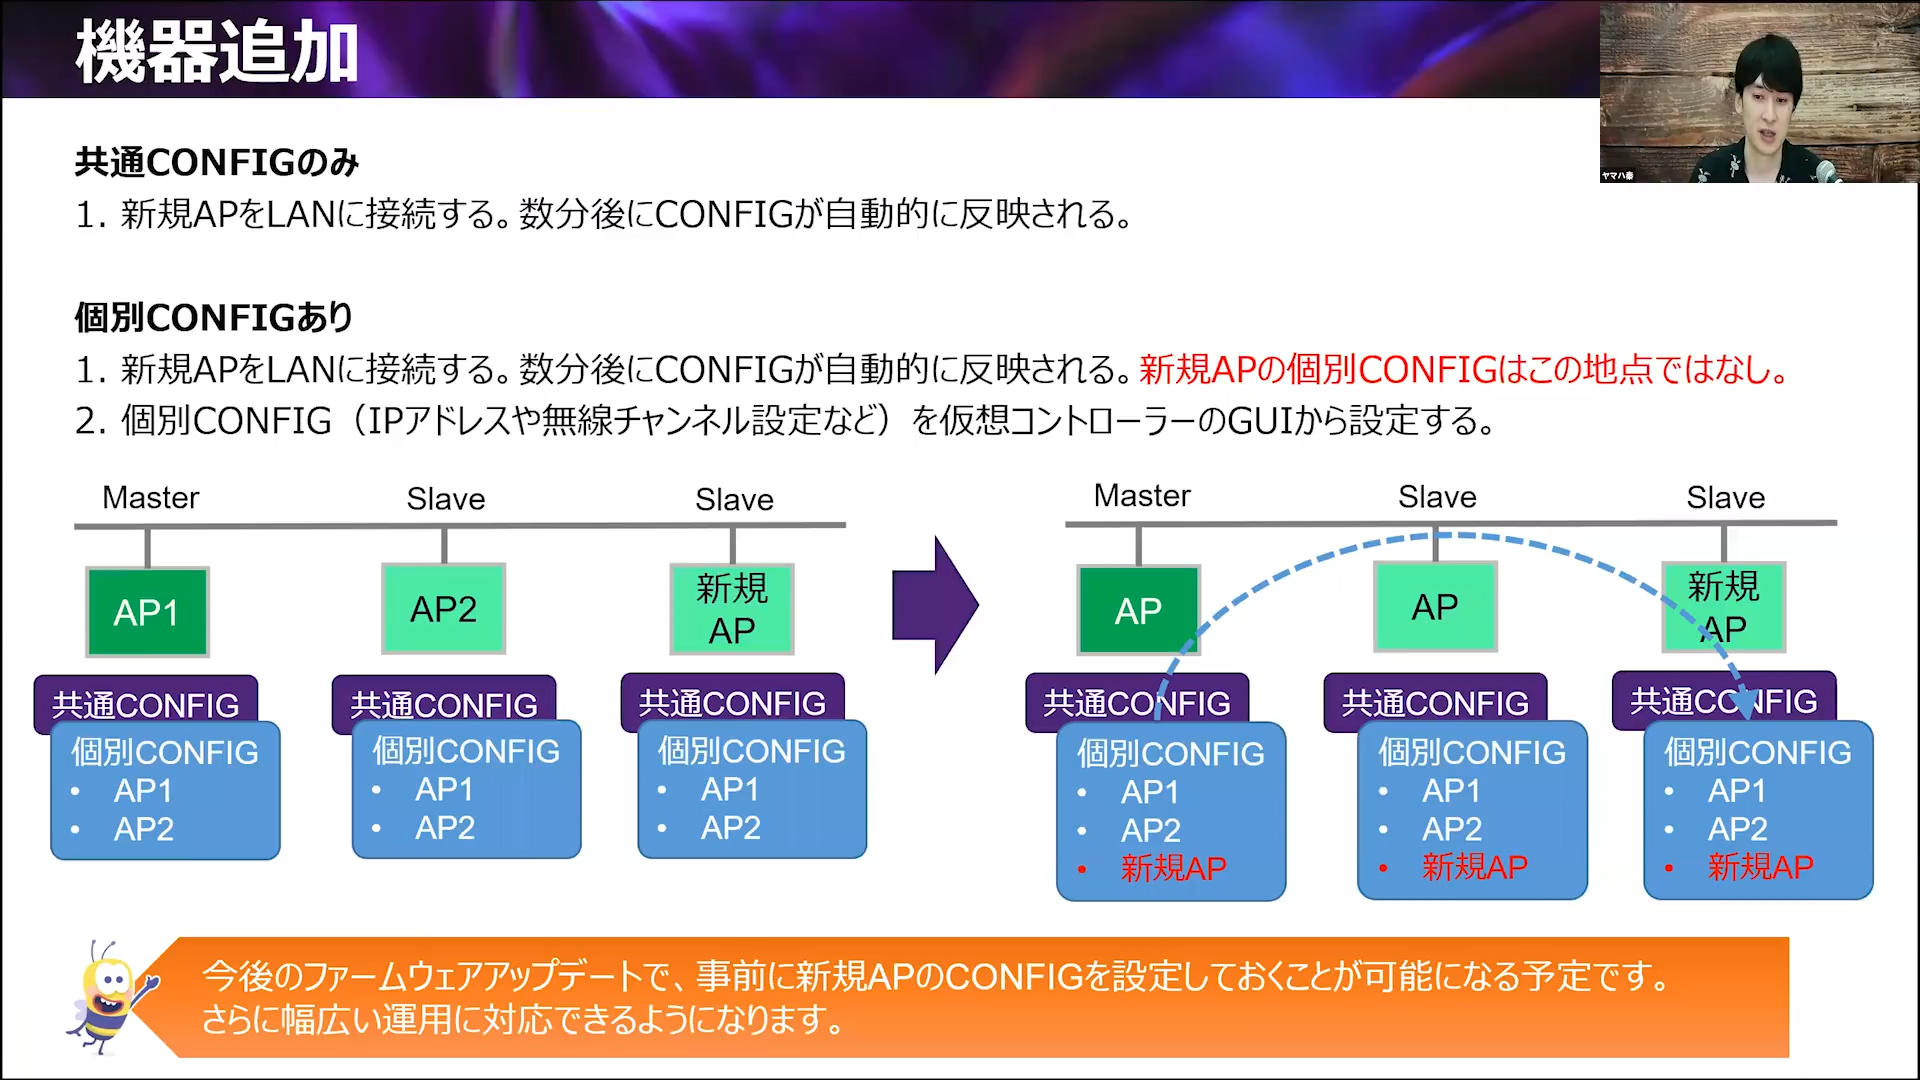 機器追加
ヤマハ秦
共通CONFIGのみ
1. 新規APをLANに接続する。数分後にCONFIGが自動的に反映される。
個別CONFIGあり
1. 新規APをLANに接続する。数分後にCONFIGが自動的に反映される。新規APの個別CONFIGはこの地点ではなし。
2. 個別CONFIG（IPアドレスや無線チャンネル設定など）を仮想コントローラーのGUIから設定する。
Master
Slave
Slave
AP1
AP2
新規
AP
共通CONFIG
共通CONFIG
共通CONFIG
個別CONFIG
• AP1
• AP2
個別CONFIG
• AP1
• AP2
個別CONFIG
• AP1
• AP2
Master
Slave
Slave
AP
AP
新規
AP
共通CONFIG
共通CONFIG
共通CONFIG
個別CONFIG
• AP1
• AP2
• 新規AP
個別CONFIG
• AP1
• AP2
• 新規AP
個別CONFIG
• AP1
• AP2
• 新規AP
今後のファームウェアアップデートで、事前に新規APのCONFIGを設定しておくことが可能になる予定です。
さらに幅広い運用に対応できるようになります。